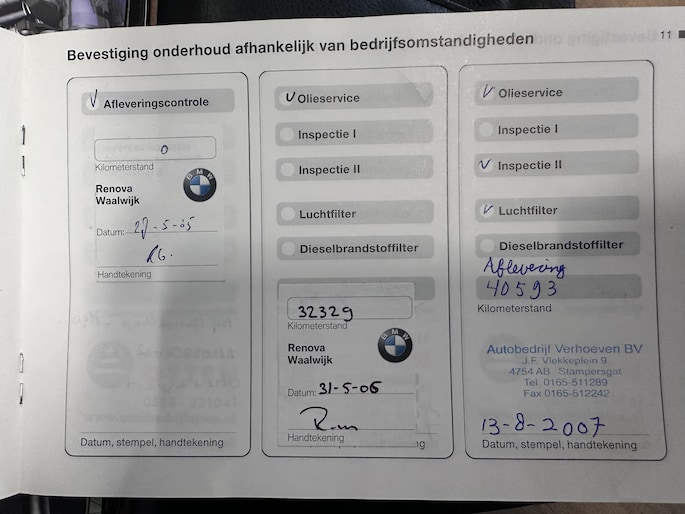 11
Bevestiging onderhoud afhankelijk van bedrijfsomstandigheden
Afleveringscontrole
0
Kilometerstand
Renova
Waalwijk
BMW
Datum: 27-5-05
Handtekening
Datum, stempel, handtekening
Olieservice
Inspectie I
Inspectie II
Luchtfilter
Dieselbrandstoffilter
32329
Kilometerstand
Renova
Waalwijk
BMW
Datum: 31-5-06
Handtekening
Datum, stempel, handtekening
Olieservice
Inspectie I
Inspectie II
Luchtfilter
Dieselbrandstoffilter
Aflevering
40593
Kilometerstand
Autobedrijf Verhoeven BV
J.F. Vlekkeplein 9
4754 AB Stampersgat
Tel. 0165-511289
Fax 0165-512242
13-8-2007
Datum, stempel, handtekening